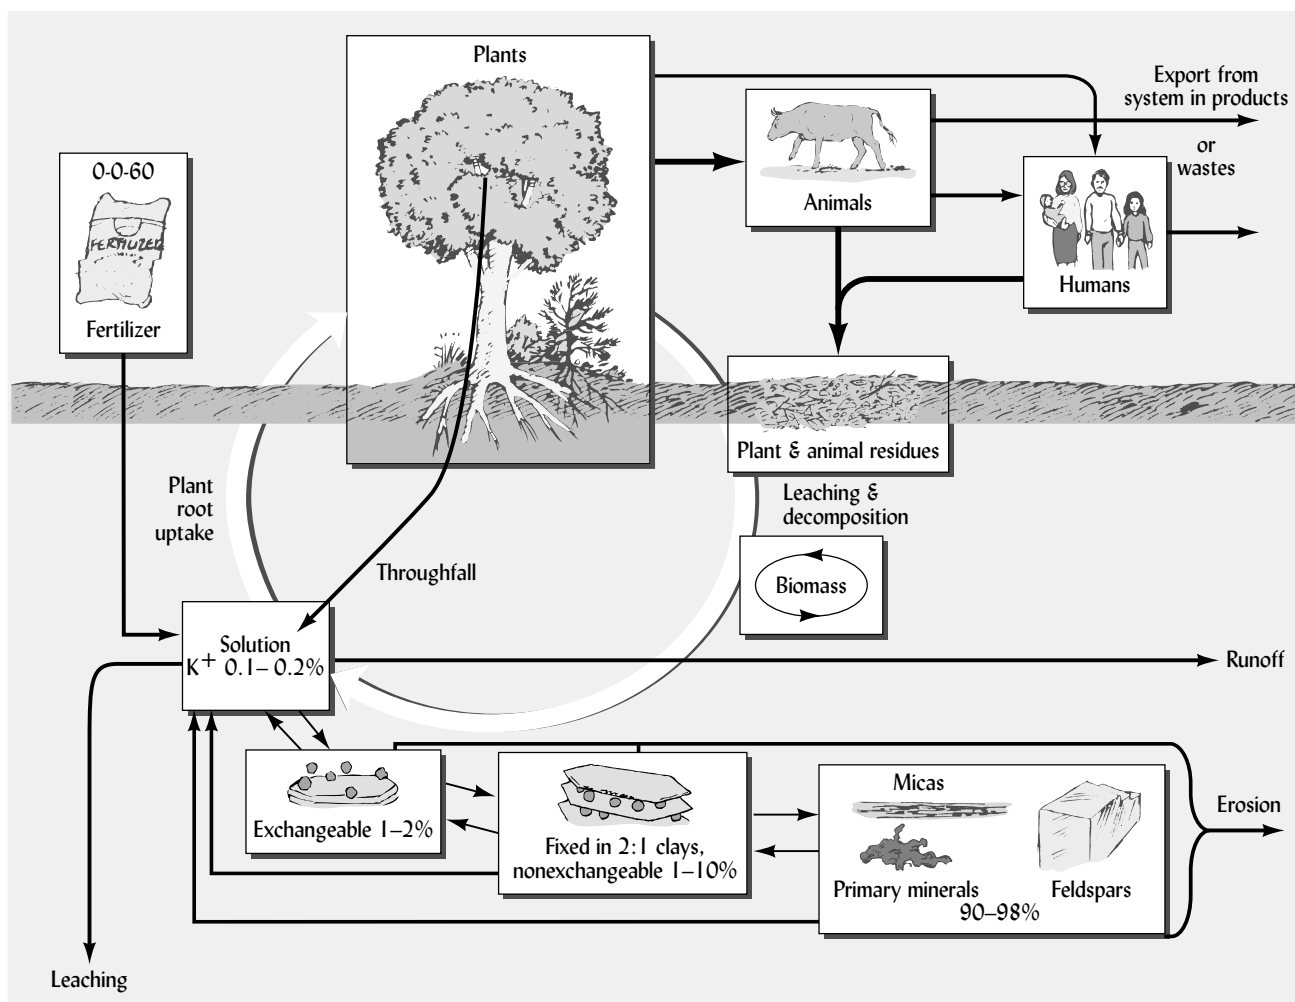 Plants
Export from
system in products
or
wastes
0-0-60
FERTILIZER
Fertilizer
Animals
Humans
Plant & animal residues
Plant
root
uptake
Leaching &
decomposition
Throughfall
Biomass
Solution
K+ 0.1–0.2%
Runoff
Exchangeable 1–2%
Fixed in 2:1 clays,
nonexchangeable 1–10%
Micas
Primary minerals
Feldspars
90–98%
Erosion
Leaching